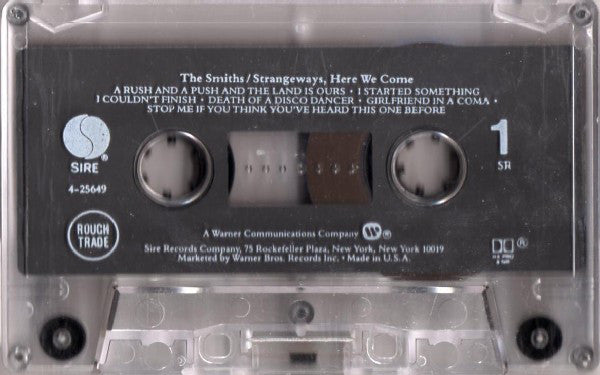 The Smiths/Strangeways, Here We Come
A RUSH AND A PUSH AND THE LAND IS OURS • I STARTED SOMETHING
I COULDN'T FINISH • DEATH OF A DISCO DANCER • GIRLFRIEND IN A COMA •
STOP ME IF YOU THINK YOU'VE HEARD THIS ONE BEFORE
S
SIRE®
4-25649
1
SR
ROUGH
TRADE
A Warner Communications Company ®
Sire Records Company, 75 Rockefeller Plaza, New York, New York 10019
Marketed by Warner Bros. Records Inc. • Made in U.S.A.
®